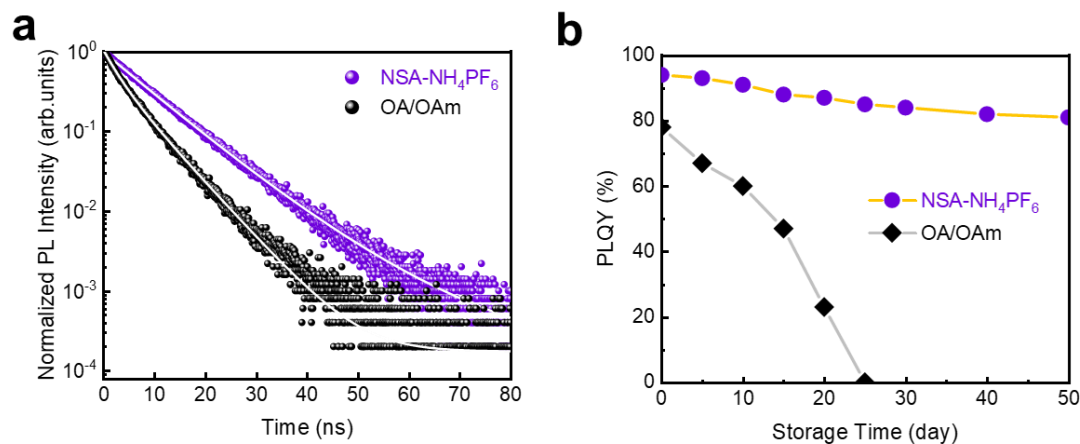 a
Normalized PL Intensity (arb.units)
10⁰
10⁻¹
10⁻²
10⁻³
10⁻⁴
NSA-NH₄PF₆
OA/OAm
0 10 20 30 40 50 60 70 80
Time (ns)
b
PLQY (%)
100
80
60
40
20
0
NSA-NH₄PF₆
OA/OAm
0 10 20 30 40 50
Storage Time (day)